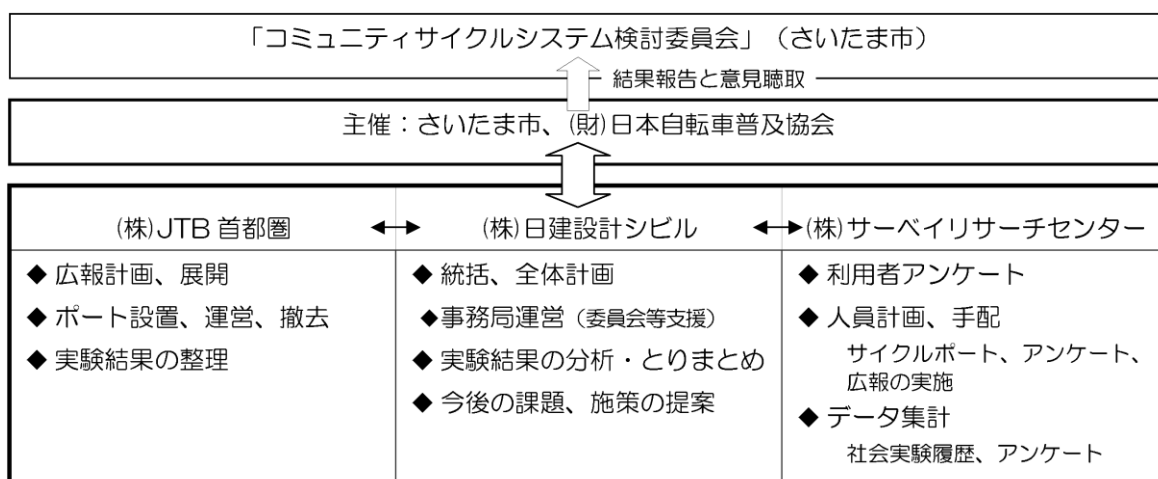 「コミュニティサイクルシステム検討委員会」（さいたま市）
結果報告と意見聴取
主催：さいたま市、(財)日本自転車普及協会
(株)JTB 首都圏
◆ 広報計画、展開
◆ ポート設置、運営、撤去
◆ 実験結果の整理
(株)日建設計シビル
◆ 統括、全体計画
◆事務局運営（委員会等支援）
◆ 実験結果の分析・とりまとめ
◆ 今後の課題、施策の提案
(株)サーベイリサーチセンター
◆ 利用者アンケート
◆ 人員計画、手配
サイクルポート、アンケート、
広報の実施
◆ データ集計
社会実験履歴、アンケート